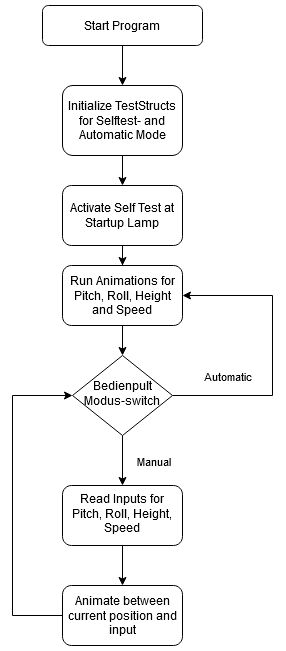 Start Program
Initialize TestStructs
for Selftest- and
Automatic Mode
Activate Self Test at
Startup Lamp
Run Animations for
Pitch, Roll, Height
and Speed
Bedienpult
Modus-switch
Automatic
Manual
Read Inputs for
Pitch, Roll, Height,
Speed
Animate between
current position and
input